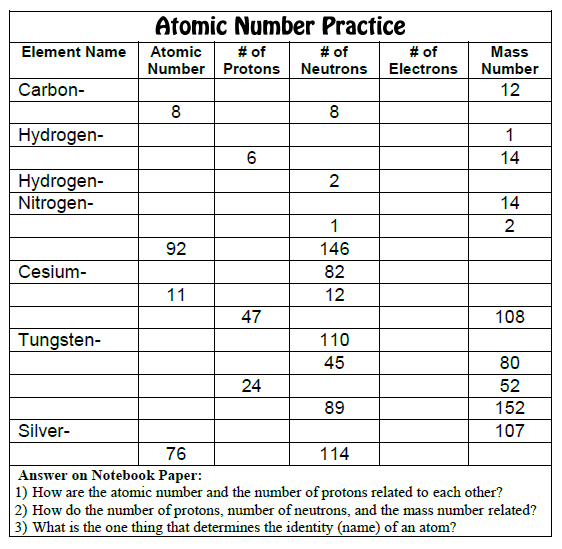 Atomic Number Practice
Element Name Atomic Number # of Protons # of Neutrons # of Electrons Mass Number
Carbon- 12
8 8
Hydrogen- 1
6 14
Hydrogen- 2
Nitrogen- 14
1 2
92 146
Cesium- 82
11 12
47 108
Tungsten- 110
45 80
24 52
89 152
Silver- 107
76 114
Answer on Notebook Paper:
1) How are the atomic number and the number of protons related to each other?
2) How do the number of protons, number of neutrons, and the mass number related?
3) What is the one thing that determines the identity (name) of an atom?